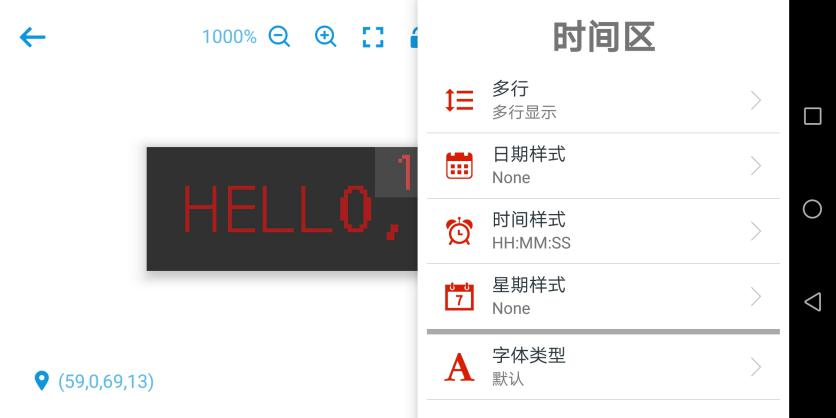 1000%
HELLO,
1
(59,0,69,13)
时间区
多行
多行显示
日期样式
None
时间样式
HH:MM:SS
7
星期样式
None
A
字体类型
默认